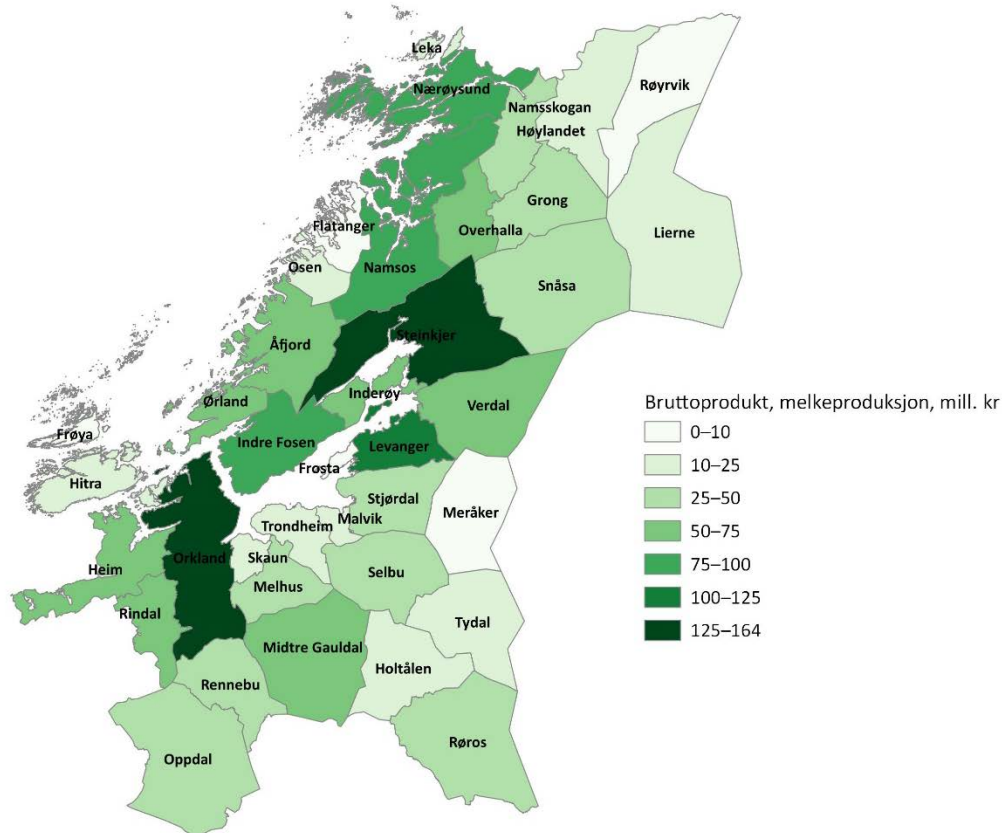 Leka
Nærøysund
Røyrvik
Namsskogan
Høylandet
Grong
Flatanger
Overhalla
Lierne
Osen
Namsos
Snåsa
Steinkjer
Åfjord
Inderøy
Ørland
Verdal
Bruttoprodukt, melkeproduksjon, mill. kr
0–10
10–25
25–50
50–75
75–100
100–125
125–164
Frøya
Indre Fosen
Levanger
Frosta
Hitra
Stjørdal
Meråker
Trondheim
Malvik
Orkland
Skaun
Heim
Selbu
Melhus
Rindal
Tydal
Midtre Gauldal
Holtålen
Rennebu
Røros
Oppdal